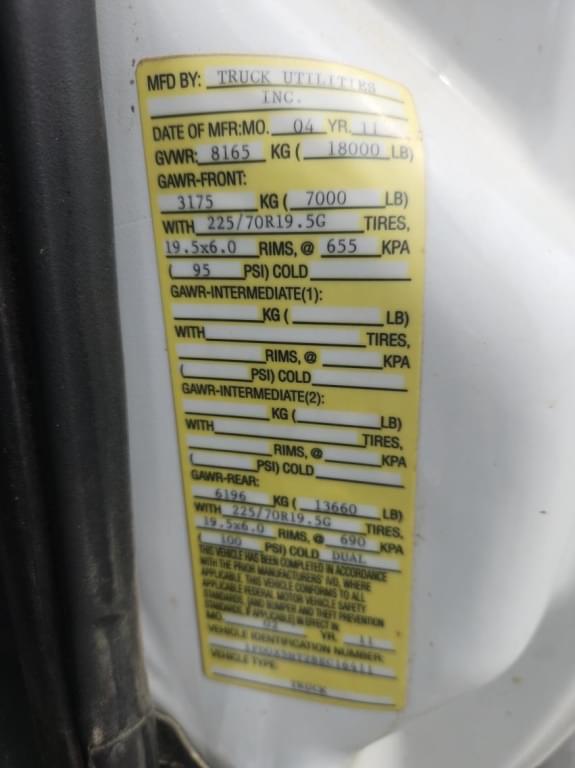 MFD BY: TRUCK UTILITIES
INC.
DATE OF MFR:MO. 04 YR. 11
GVWR: 8165 KG ( 18000 LB)
GAWR-FRONT:
3175 KG ( 7000 LB)
WITH 225/70R19.5G TIRES,
19.5x6.0 RIMS, @ 655 KPA
( 95 PSI) COLD
GAWR-INTERMEDIATE(1):
KG ( LB)
WITH TIRES,
RIMS, @ KPA
( PSI) COLD
GAWR-INTERMEDIATE(2):
KG ( LB)
WITH TIRES,
RIMS, @ KPA
( PSI) COLD
GAWR-REAR:
6196 KG ( 13660 LB)
WITH 225/70R19.5G TIRES,
19.5x6.0 RIMS, @ 690 KPA
( 100 PSI) COLD DUAL
THIS VEHICLE HAS BEEN COMPLETED IN ACCORDANCE
WITH THE PRIOR MANUFACTURERS' IVD, WHERE
APPLICABLE. THIS VEHICLE CONFORMS TO ALL
APPLICABLE FEDERAL MOTOR VEHICLE SAFETY
STANDARDS, [AND BUMPER AND THEFT PREVENTION
STANDARDS, IF APPLICABLE] IN EFFECT IN:
MO. 02 YR. 11
VEHICLE IDENTIFICATION NUMBER:
VEHICLE TYPE:
TRUCK